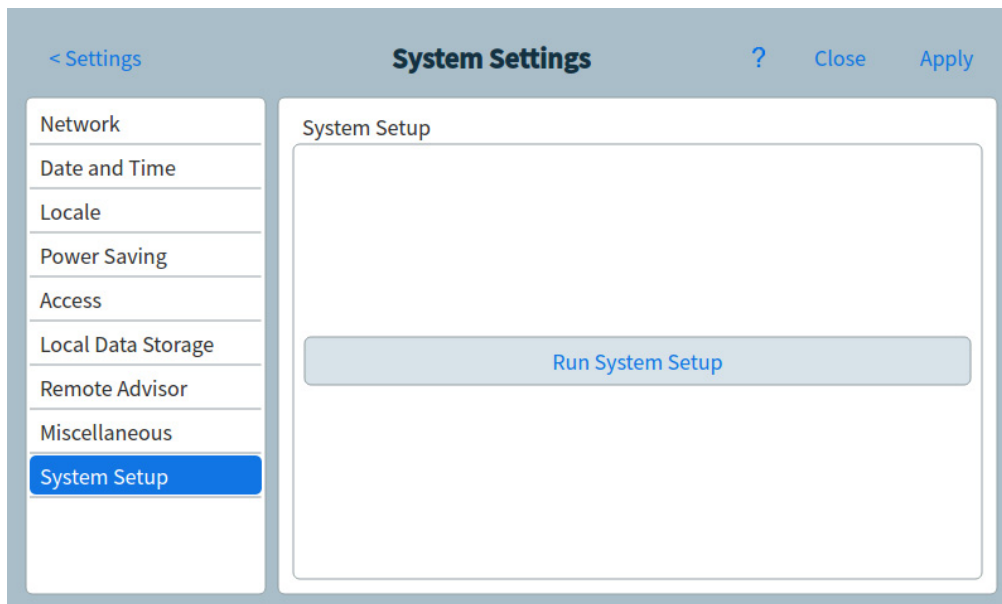 < Settings
System Settings
?
Close
Apply
Network
Date and Time
Locale
Power Saving
Access
Local Data Storage
Remote Advisor
Miscellaneous
System Setup
System Setup
Run System Setup